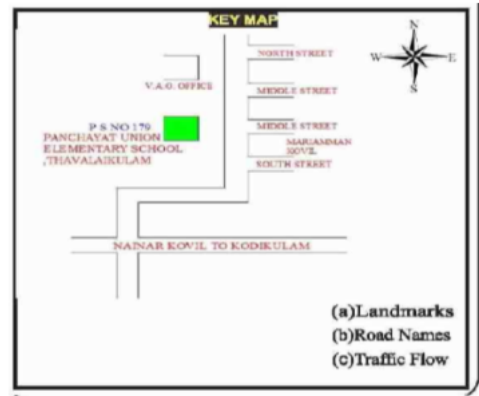 KEY MAP
N
NORTH STREET
W
E
V.A.O. OFFICE
S
MIDDLE STREET
P S NO 179
MIDDLE STREET
PANCHAYAT UNION
ELEMENTARY SCHOOL
,THAVALAIKULAM
MARIAMMAN
KOVIL
SOUTH STREET
NAINAR KOVIL TO KODIKULAM
(a)Landmarks
(b)Road Names
(c)Traffic Flow